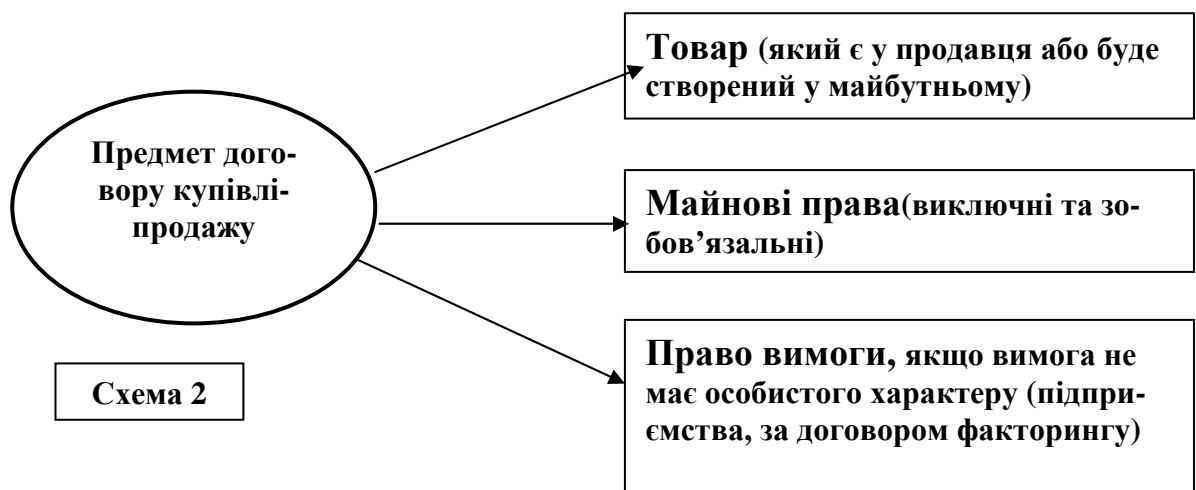 Предмет дого-
вору купівлі-
продажу
Товар (який є у продавця або буде
створений у майбутньому)
Майнові права(виключні та зо-
бов’язальні)
Право вимоги, якщо вимога не
має особистого характеру (підпри-
ємства, за договором факторингу)
Схема 2